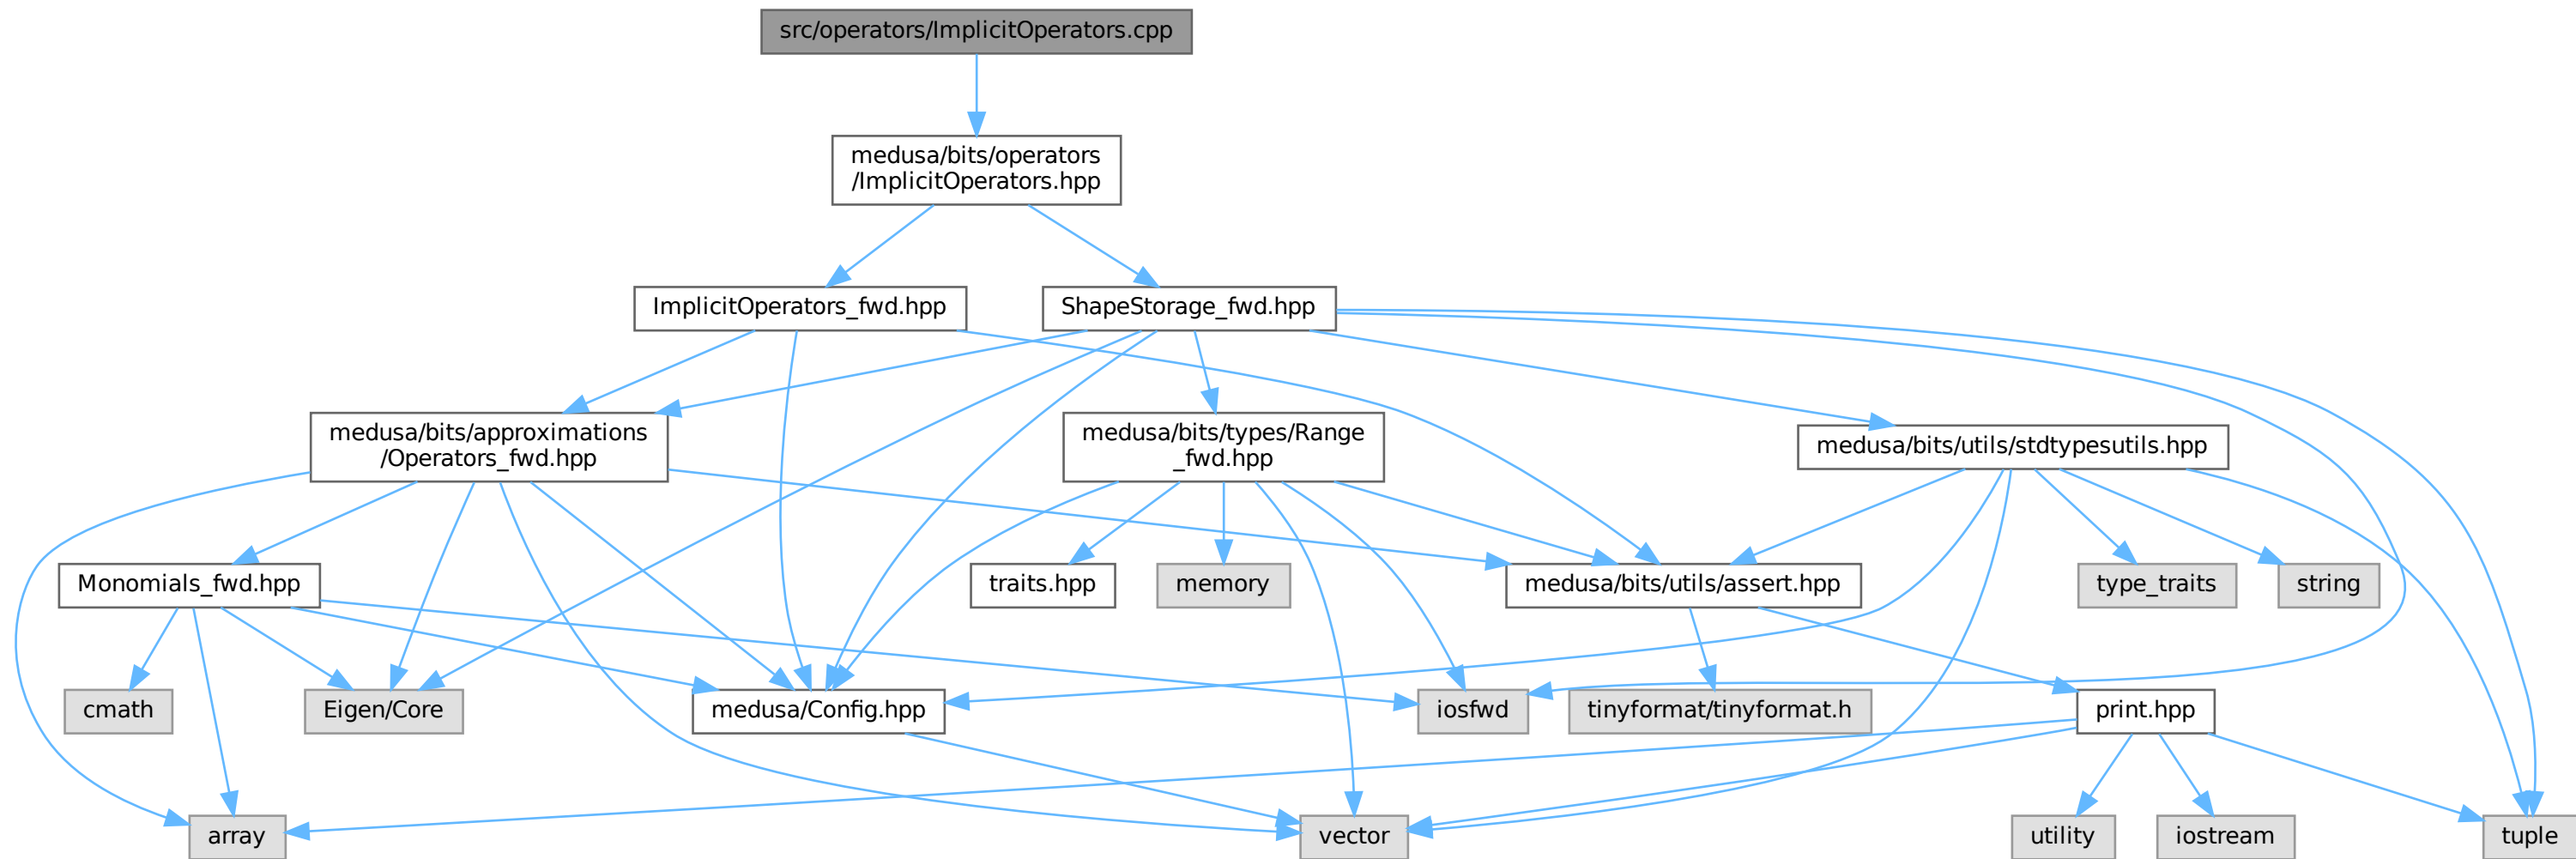 src/operators/ImplicitOperators.cpp
medusa/bits/operators
/ImplicitOperators.hpp
ImplicitOperators_fwd.hpp
ShapeStorage_fwd.hpp
medusa/bits/approximations
/Operators_fwd.hpp
medusa/bits/types/Range
_fwd.hpp
medusa/bits/utils/stdtypesutils.hpp
Monomials_fwd.hpp
traits.hpp
memory
medusa/bits/utils/assert.hpp
type_traits
string
cmath
Eigen/Core
medusa/Config.hpp
iosfwd
tinyformat/tinyformat.h
print.hpp
array
vector
utility
iostream
tuple